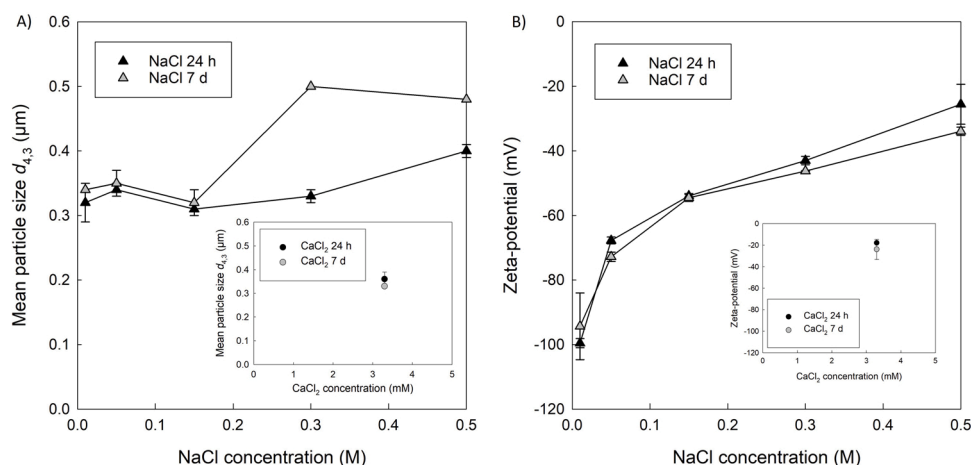 A)
0.6
0.5
0.4
0.3
0.2
0.1
0.0
Mean particle size d4,3 (µm)
NaCl 24 h
NaCl 7 d
0.0 0.1 0.2 0.3 0.4 0.5
NaCl concentration (M)
0.6
0.5
0.4
0.3
0.2
0.1
0.0
Mean particle size d4,3 (µm)
CaCl2 24 h
CaCl2 7 d
0 1 2 3 4 5
CaCl2 concentration (mM)
B)
0
-20
-40
-60
-80
-100
-120
Zeta-potential (mV)
NaCl 24 h
NaCl 7 d
0.0 0.1 0.2 0.3 0.4 0.5
NaCl concentration (M)
0
-20
-40
-60
-80
-100
-120
Zeta-potential (mV)
CaCl2 24 h
CaCl2 7 d
0 1 2 3 4 5
CaCl2 concentration (mM)